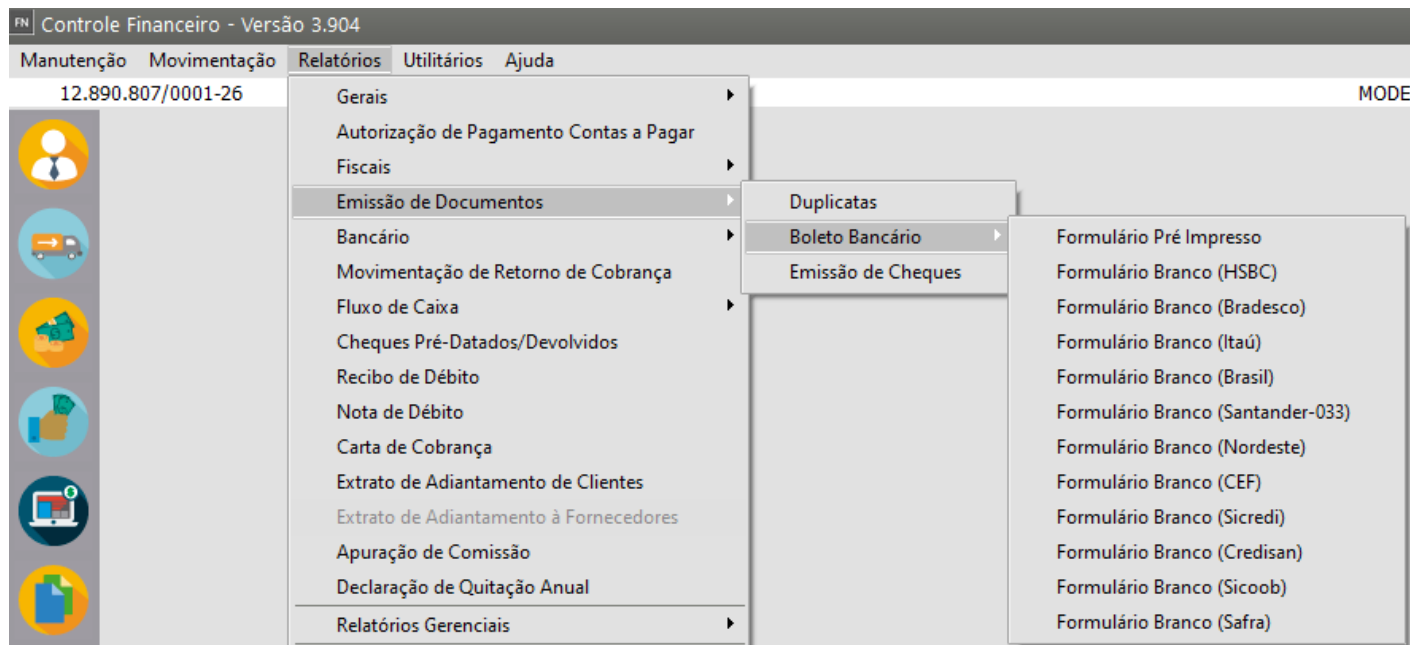 FN Controle Financeiro - Versão 3.904
Manutenção Movimentação Relatórios Utilitários Ajuda
12.890.807/0001-26 MODE
Gerais
Autorização de Pagamento Contas a Pagar
Fiscais
Emissão de Documentos
Bancário
Movimentação de Retorno de Cobrança
Fluxo de Caixa
Cheques Pré-Datados/Devolvidos
Recibo de Débito
Nota de Débito
Carta de Cobrança
Extrato de Adiantamento de Clientes
Extrato de Adiantamento à Fornecedores
Apuração de Comissão
Declaração de Quitação Anual
Relatórios Gerenciais
Duplicatas
Boleto Bancário
Emissão de Cheques
Formulário Pré Impresso
Formulário Branco (HSBC)
Formulário Branco (Bradesco)
Formulário Branco (Itaú)
Formulário Branco (Brasil)
Formulário Branco (Santander-033)
Formulário Branco (Nordeste)
Formulário Branco (CEF)
Formulário Branco (Sicredi)
Formulário Branco (Credisan)
Formulário Branco (Sicoob)
Formulário Branco (Safra)